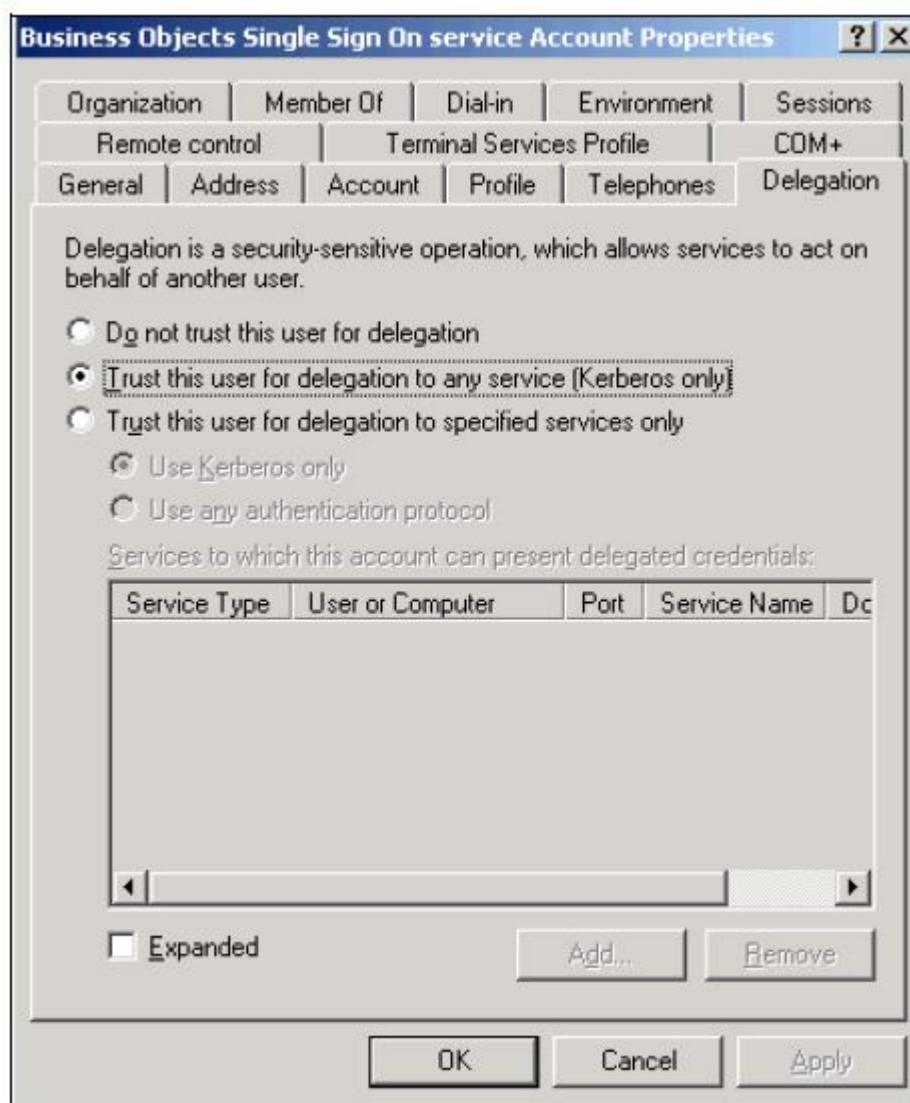 Business Objects Single Sign On service Account Properties
Organization Member Of Dial-in Environment Sessions
Remote control Terminal Services Profile COM+
General Address Account Profile Telephones Delegation
Delegation is a security-sensitive operation, which allows services to act on
behalf of another user.
Do not trust this user for delegation
Trust this user for delegation to any service (Kerberos only)
Trust this user for delegation to specified services only
Use Kerberos only
Use any authentication protocol
Services to which this account can present delegated credentials:
Service Type User or Computer Port Service Name Dc
Expanded Add... Remove
OK Cancel Apply